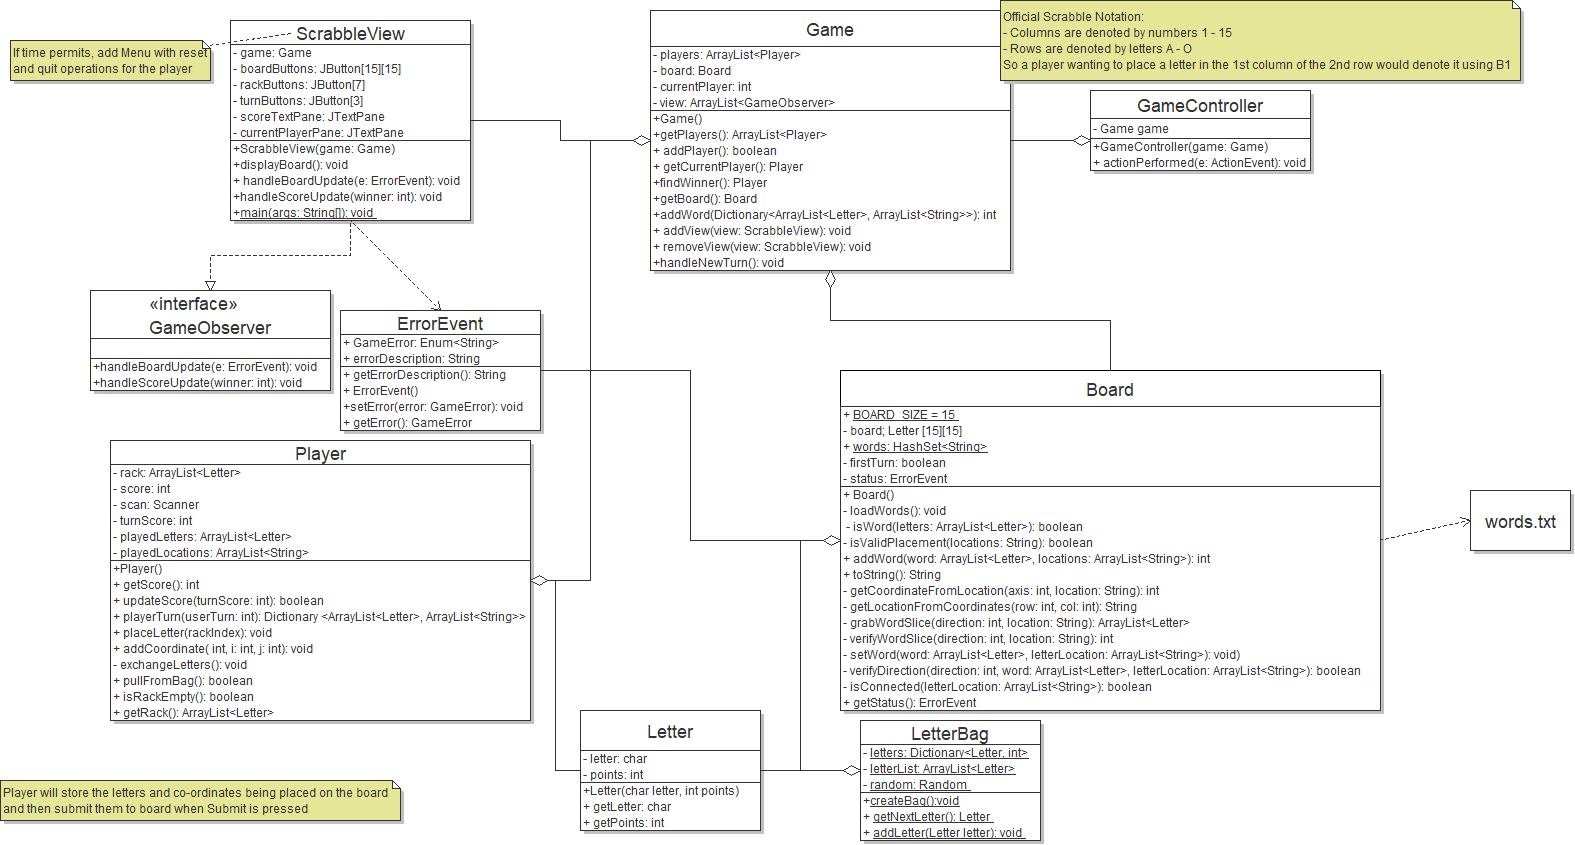 If time permits, add Menu with reset
and quit operations for the player
ScrabbleView
- game: Game
- boardButtons: JButton[15][15]
- rackButtons: JButton[7]
- turnButtons: JButton[3]
- scoreTextPane: JTextPane
- currentPlayerPane: JTextPane
+ScrabbleView(game: Game)
+displayBoard(): void
+ handleBoardUpdate(e: ErrorEvent): void
+handleScoreUpdate(winner: int): void
+main(args: String[]): void
Game
- players: ArrayList<Player>
- board: Board
- currentPlayer: int
- view: ArrayList<GameObserver>
+Game()
+getPlayers(): ArrayList<Player>
+ addPlayer(): boolean
+ getCurrentPlayer(): Player
+findWinner(): Player
+getBoard(): Board
+addWord(Dictionary<ArrayList<Letter>, ArrayList<String>>): int
+ addView(view: ScrabbleView): void
+ removeView(view: ScrabbleView): void
+handleNewTurn(): void
Official Scrabble Notation:
- Columns are denoted by numbers 1 - 15
- Rows are denoted by letters A - O
So a player wanting to place a letter in the 1st column of the 2nd row would denote it using B1
GameController
- Game game
+GameController(game: Game)
+ actionPerformed(e: ActionEvent): void
«interface»
GameObserver
+handleBoardUpdate(e: ErrorEvent): void
+handleScoreUpdate(winner: int): void
ErrorEvent
+ GameError: Enum<String>
+ errorDescription: String
+ getErrorDescription(): String
+ ErrorEvent()
+setError(error: GameError): void
+ getError(): GameError
Board
+ BOARD_SIZE = 15
- board; Letter [15][15]
+ words: HashSet<String>
- firstTurn: boolean
- status: ErrorEvent
+ Board()
- loadWords(): void
- isWord(letters: ArrayList<Letter>): boolean
- isValidPlacement(locations: String): boolean
+ addWord(word: ArrayList<Letter>, locations: ArrayList<String>): int
+ toString(): String
- getCoordinateFromLocation(axis: int, location: String): int
- getLocationFromCoordinates(row: int, col: int): String
- grabWordSlice(direction: int, location: String): ArrayList<Letter>
- verifyWordSlice(direction: int, location: String): int
- setWord(word: ArrayList<Letter>, letterLocation: ArrayList<String>): void)
- verifyDirection(direction: int, word: ArrayList<Letter>, letterLocation: ArrayList<String>): boolean
- isConnected(letterLocation: ArrayList<String>): boolean
+ getStatus(): ErrorEvent
words.txt
Player
- rack: ArrayList<Letter>
- score: int
- scan: Scanner
- turnScore: int
- playedLetters: ArrayList<Letter>
- playedLocations: ArrayList<String>
+Player()
+ getScore(): int
+ updateScore(turnScore: int): boolean
+ playerTurn(userTurn: int): Dictionary <ArrayList<Letter>, ArrayList<String>>
+ placeLetter(rackIndex): void
+ addCoordinate( int, i: int, j: int): void
- exchangeLetters(): void
+ pullFromBag(): boolean
+ isRackEmpty(): boolean
+ getRack(): ArrayList<Letter>
Letter
- letter: char
- points: int
+Letter(char letter, int points)
+ getLetter: char
+ getPoints: int
LetterBag
- letters: Dictionary<Letter, int>
- letterList: ArrayList<Letter>
- random: Random
+createBag():void
+ getNextLetter(): Letter
+ addLetter(Letter letter): void
Player will store the letters and co-ordinates being placed on the board
and then submit them to board when Submit is pressed